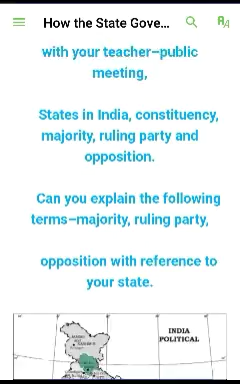 How the State Gove...
with your teacher–public
meeting,
States in India, constituency,
majority, ruling party and
opposition.
Can you explain the following
terms–majority, ruling party,
opposition with reference to
your state.
INDIA
POLITICAL